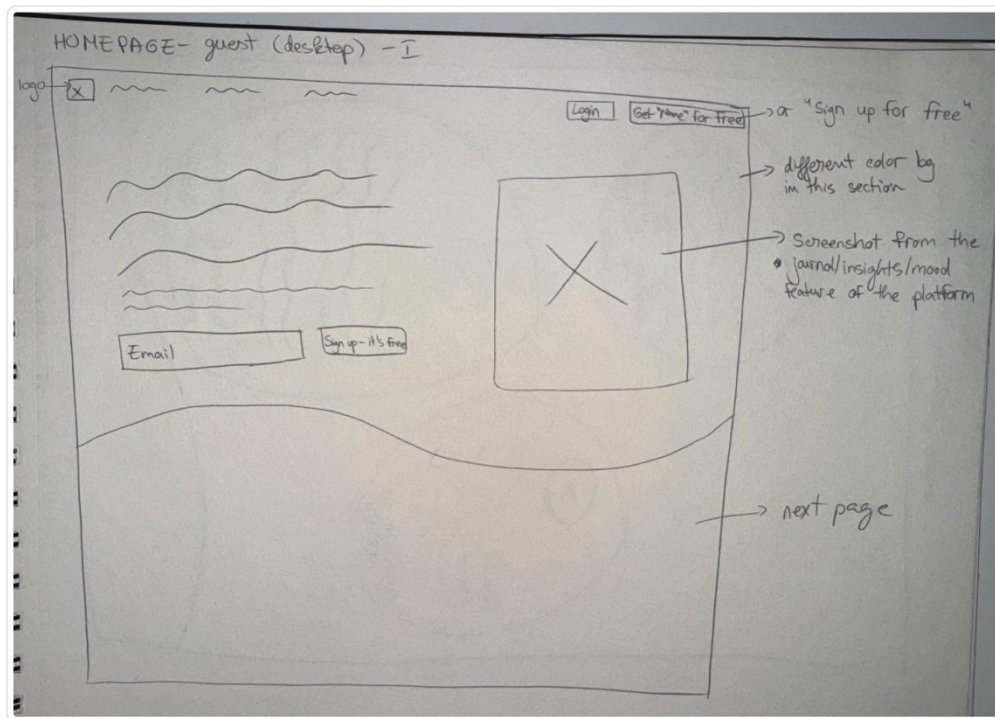 HOMEPAGE- guest (desktop) - I
logo
Login
Get "Name" for free
or "Sign up for free"
different color bg
in this section
Screenshot from the
journal/insights/mood
feature of the platform
Email
Sign up - it's free
next page